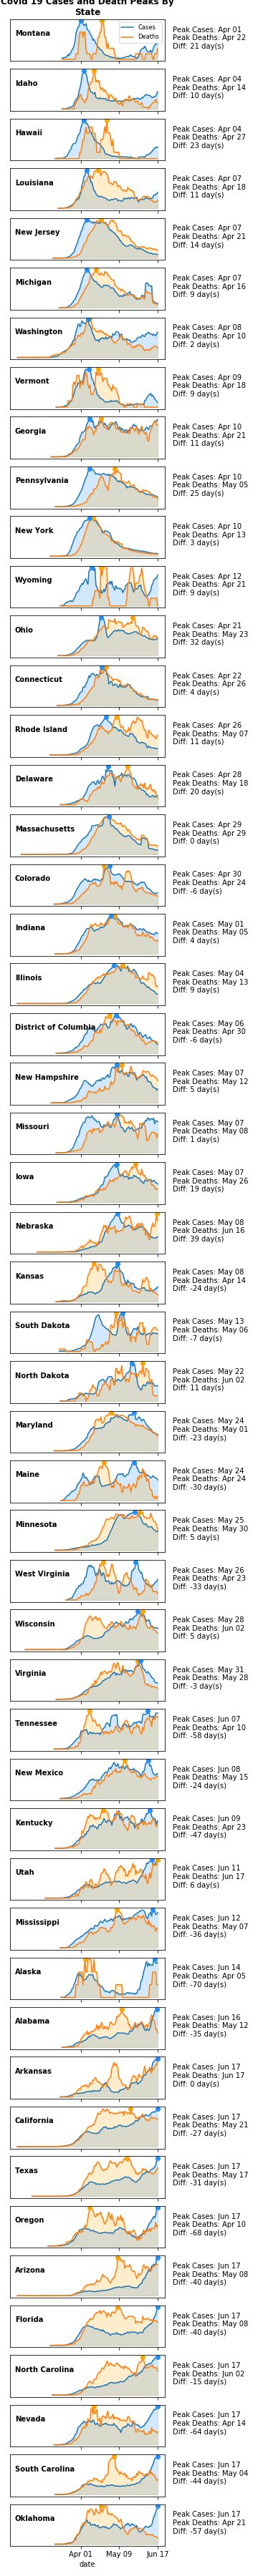 Covid 19 Cases and Death Peaks By
State
Cases
Deaths
Montana
Peak Cases: Apr 01
Peak Deaths: Apr 22
Diff: 21 day(s)
Idaho
Peak Cases: Apr 04
Peak Deaths: Apr 14
Diff: 10 day(s)
Hawaii
Peak Cases: Apr 04
Peak Deaths: Apr 27
Diff: 23 day(s)
Louisiana
Peak Cases: Apr 07
Peak Deaths: Apr 18
Diff: 11 day(s)
New Jersey
Peak Cases: Apr 07
Peak Deaths: Apr 21
Diff: 14 day(s)
Michigan
Peak Cases: Apr 07
Peak Deaths: Apr 16
Diff: 9 day(s)
Washington
Peak Cases: Apr 08
Peak Deaths: Apr 10
Diff: 2 day(s)
Vermont
Peak Cases: Apr 09
Peak Deaths: Apr 18
Diff: 9 day(s)
Georgia
Peak Cases: Apr 10
Peak Deaths: Apr 21
Diff: 11 day(s)
Pennsylvania
Peak Cases: Apr 10
Peak Deaths: May 05
Diff: 25 day(s)
New York
Peak Cases: Apr 10
Peak Deaths: Apr 13
Diff: 3 day(s)
Wyoming
Peak Cases: Apr 12
Peak Deaths: Apr 21
Diff: 9 day(s)
Ohio
Peak Cases: Apr 21
Peak Deaths: May 23
Diff: 32 day(s)
Connecticut
Peak Cases: Apr 22
Peak Deaths: Apr 26
Diff: 4 day(s)
Rhode Island
Peak Cases: Apr 26
Peak Deaths: May 07
Diff: 11 day(s)
Delaware
Peak Cases: Apr 28
Peak Deaths: May 18
Diff: 20 day(s)
Massachusetts
Peak Cases: Apr 29
Peak Deaths: Apr 29
Diff: 0 day(s)
Colorado
Peak Cases: Apr 30
Peak Deaths: Apr 24
Diff: -6 day(s)
Indiana
Peak Cases: May 01
Peak Deaths: May 05
Diff: 4 day(s)
Illinois
Peak Cases: May 04
Peak Deaths: May 13
Diff: 9 day(s)
District of Columbia
Peak Cases: May 06
Peak Deaths: Apr 30
Diff: -6 day(s)
New Hampshire
Peak Cases: May 07
Peak Deaths: May 12
Diff: 5 day(s)
Missouri
Peak Cases: May 07
Peak Deaths: May 08
Diff: 1 day(s)
Iowa
Peak Cases: May 07
Peak Deaths: May 26
Diff: 19 day(s)
Nebraska
Peak Cases: May 08
Peak Deaths: Jun 16
Diff: 39 day(s)
Kansas
Peak Cases: May 08
Peak Deaths: Apr 14
Diff: -24 day(s)
South Dakota
Peak Cases: May 13
Peak Deaths: May 06
Diff: -7 day(s)
North Dakota
Peak Cases: May 22
Peak Deaths: Jun 02
Diff: 11 day(s)
Maryland
Peak Cases: May 24
Peak Deaths: May 01
Diff: -23 day(s)
Maine
Peak Cases: May 24
Peak Deaths: Apr 24
Diff: -30 day(s)
Minnesota
Peak Cases: May 25
Peak Deaths: May 30
Diff: 5 day(s)
West Virginia
Peak Cases: May 26
Peak Deaths: Apr 23
Diff: -33 day(s)
Wisconsin
Peak Cases: May 28
Peak Deaths: Jun 02
Diff: 5 day(s)
Virginia
Peak Cases: May 31
Peak Deaths: May 28
Diff: -3 day(s)
Tennessee
Peak Cases: Jun 07
Peak Deaths: Apr 10
Diff: -58 day(s)
New Mexico
Peak Cases: Jun 08
Peak Deaths: May 15
Diff: -24 day(s)
Kentucky
Peak Cases: Jun 09
Peak Deaths: Apr 23
Diff: -47 day(s)
Utah
Peak Cases: Jun 11
Peak Deaths: Jun 17
Diff: 6 day(s)
Mississippi
Peak Cases: Jun 12
Peak Deaths: May 07
Diff: -36 day(s)
Alaska
Peak Cases: Jun 14
Peak Deaths: Apr 05
Diff: -70 day(s)
Alabama
Peak Cases: Jun 16
Peak Deaths: May 12
Diff: -35 day(s)
Arkansas
Peak Cases: Jun 17
Peak Deaths: Jun 17
Diff: 0 day(s)
California
Peak Cases: Jun 17
Peak Deaths: May 21
Diff: -27 day(s)
Texas
Peak Cases: Jun 17
Peak Deaths: May 17
Diff: -31 day(s)
Oregon
Peak Cases: Jun 17
Peak Deaths: Apr 10
Diff: -68 day(s)
Arizona
Peak Cases: Jun 17
Peak Deaths: May 08
Diff: -40 day(s)
Florida
Peak Cases: Jun 17
Peak Deaths: May 08
Diff: -40 day(s)
North Carolina
Peak Cases: Jun 17
Peak Deaths: Jun 02
Diff: -15 day(s)
Nevada
Peak Cases: Jun 17
Peak Deaths: Apr 14
Diff: -64 day(s)
South Carolina
Peak Cases: Jun 17
Peak Deaths: May 04
Diff: -44 day(s)
Oklahoma
Peak Cases: Jun 17
Peak Deaths: Apr 21
Diff: -57 day(s)
Apr 01 May 09 Jun 17
date